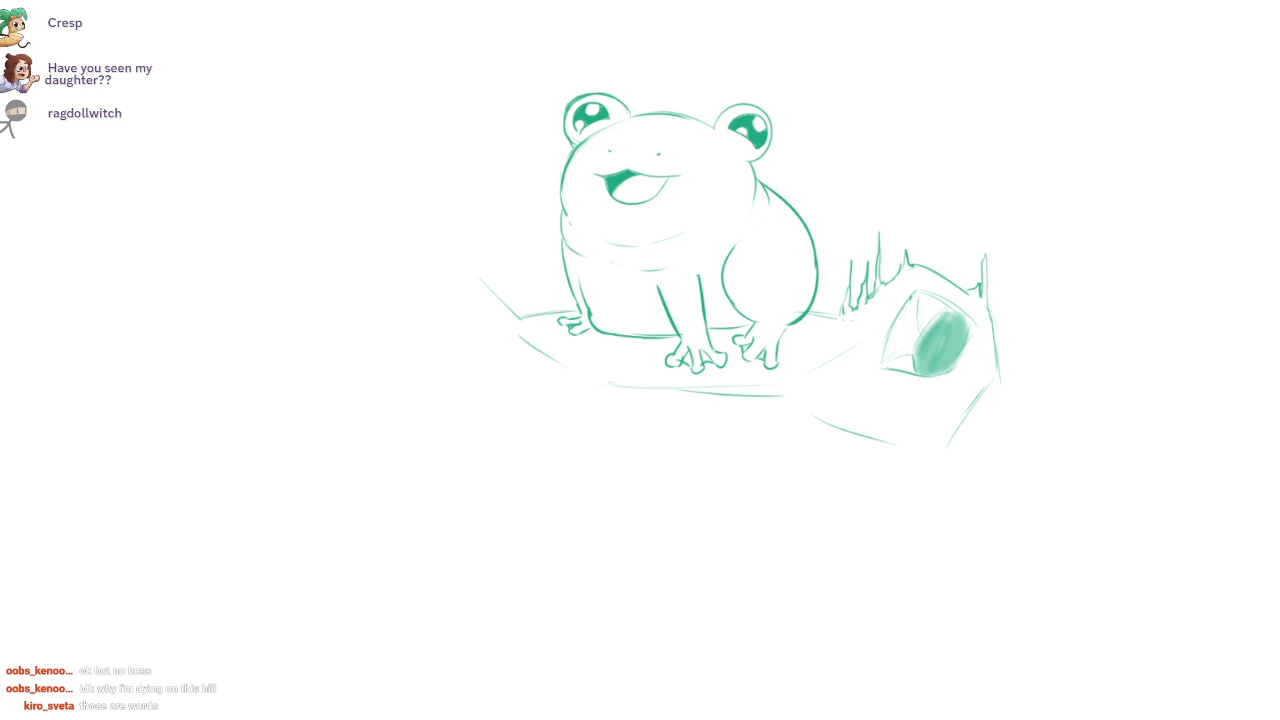 Cresp
Have you seen my
daughter??
ragdollwitch
oobs_kenoo... ok but no boss
oobs_kenoo... idk why i'm dying on this hill
kiro_sveta those are words